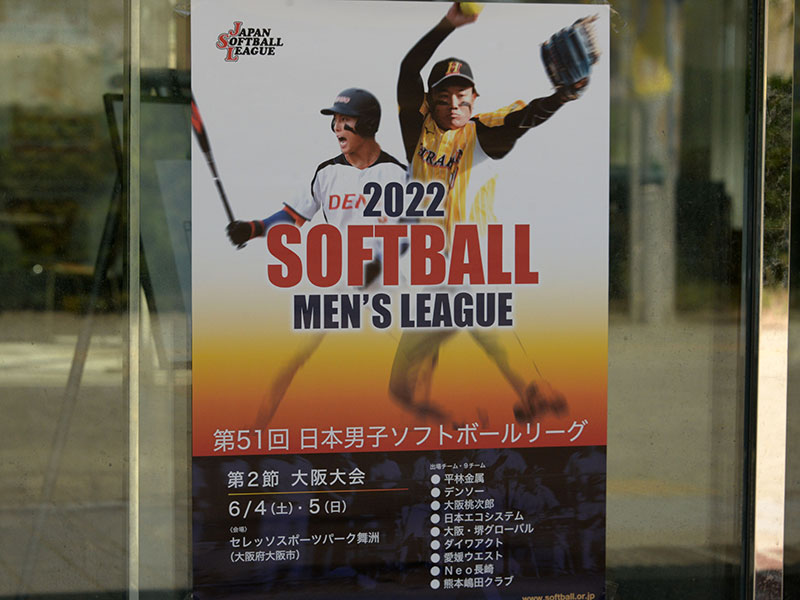 JAPAN
SOFTBALL
LEAGUE
H
DEN
2022
SOFTBALL
MEN'S LEAGUE
第51回 日本男子ソフトボールリーグ
第2節 大阪大会
6/4(土)・5(日)
〈会場〉
セレッソスポーツパーク舞洲
(大阪府大阪市)
出場チーム・9チーム
●平林金属
●デンソー
●大阪桃次郎
●日本エコシステム
●大阪・堺グローバル
●ダイワアクト
●愛媛ウエスト
●Neo長崎
●熊本嶋田クラブ
www.softball.or.jp